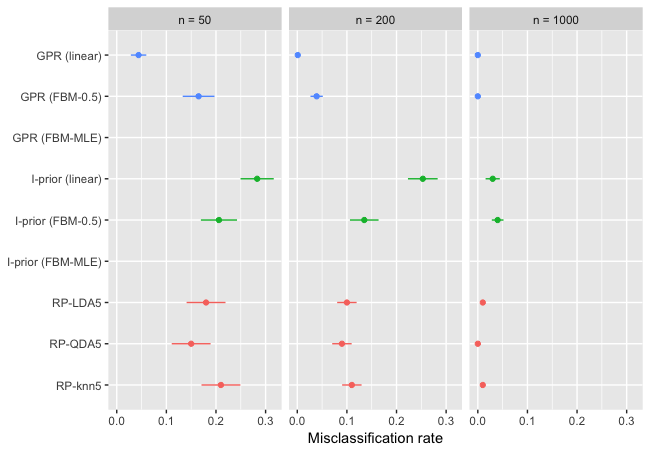 n = 50 n = 200 n = 1000
GPR (linear)
GPR (FBM-0.5)
GPR (FBM-MLE)
I-prior (linear)
I-prior (FBM-0.5)
I-prior (FBM-MLE)
RP-LDA5
RP-QDA5
RP-knn5
0.0 0.1 0.2 0.3 0.0 0.1 0.2 0.3 0.0 0.1 0.2 0.3
Misclassification rate